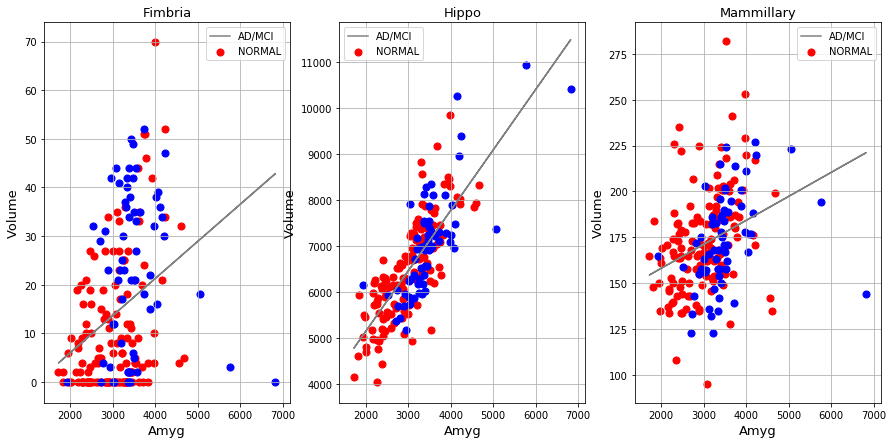 Fimbria
AD/MCI
NORMAL
Volume
70
60
50
40
30
20
10
0
2000 3000 4000 5000 6000 7000
Amyg
Hippo
AD/MCI
NORMAL
Volume
11000
10000
9000
8000
7000
6000
5000
4000
2000 3000 4000 5000 6000 7000
Amyg
Mammillary
AD/MCI
NORMAL
Volume
275
250
225
200
175
150
125
100
2000 3000 4000 5000 6000 7000
Amyg